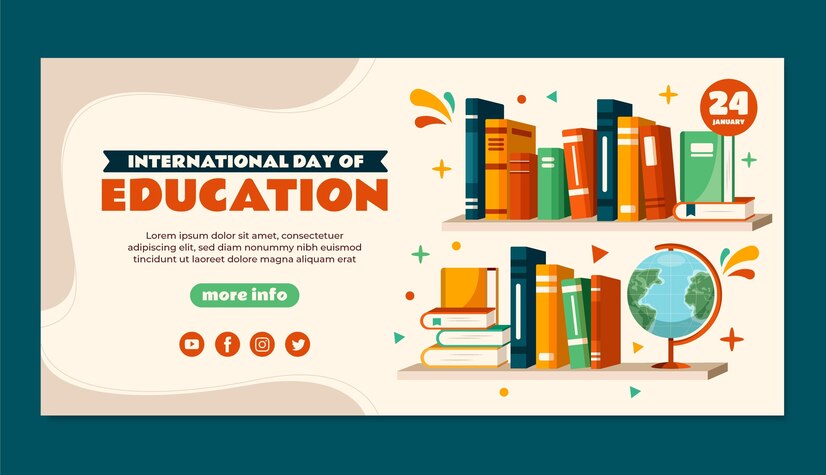 INTERNATIONAL DAY OF
EDUCATION
Lorem ipsum dolor sit amet, consectetuer
adipiscing elit, sed diam nonummy nibh euismod
tincidunt ut laoreet dolore magna aliquam erat
more info
24
JANUARY